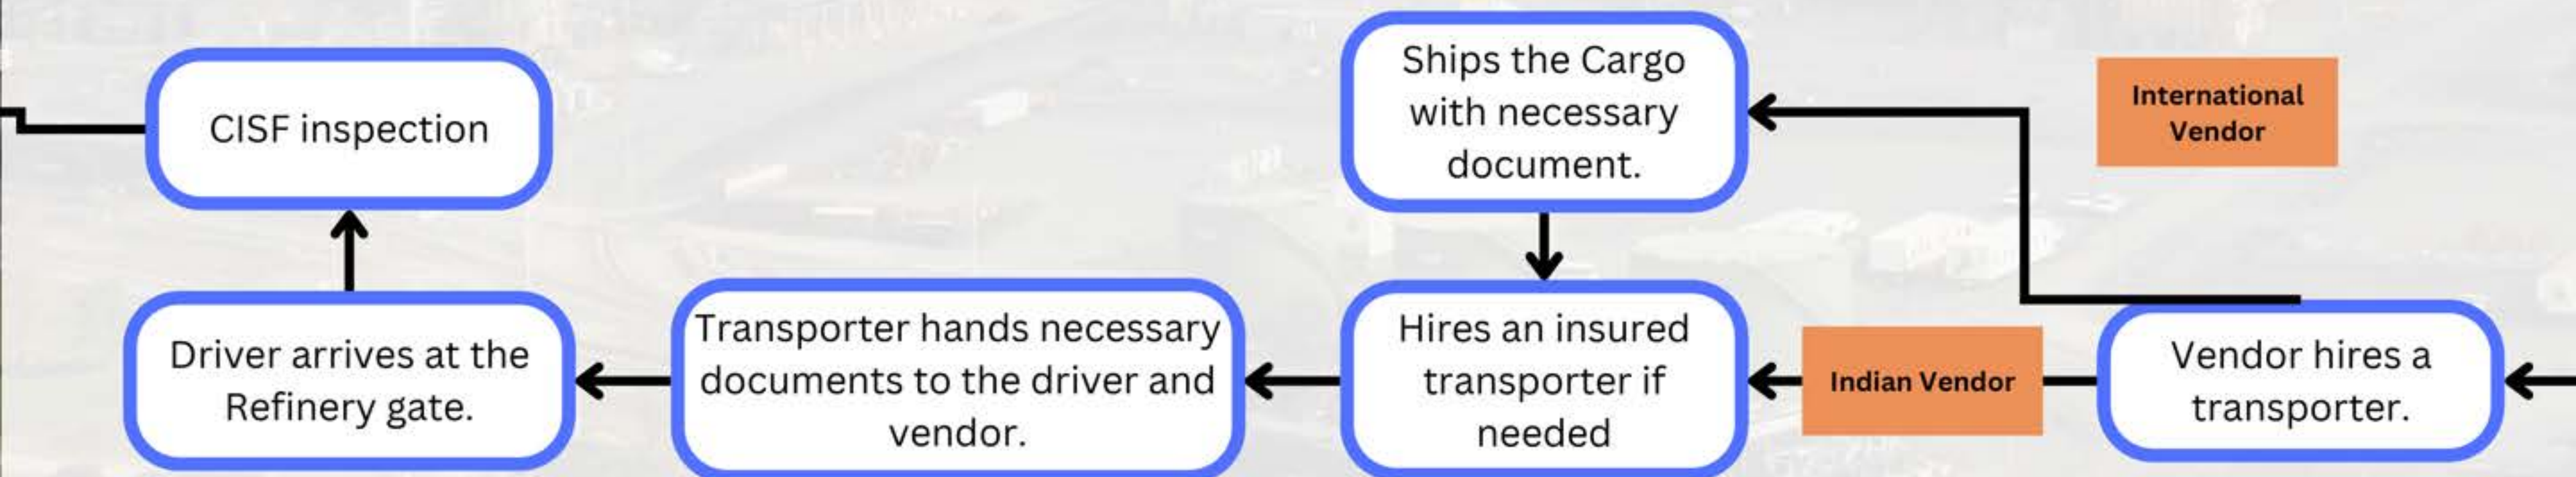 CISF inspection
Ships the Cargo
with necessary
document.
International
Vendor
Driver arrives at the
Refinery gate.
Transporter hands necessary
documents to the driver and
vendor.
Hires an insured
transporter if
needed
Indian Vendor
Vendor hires a
transporter.